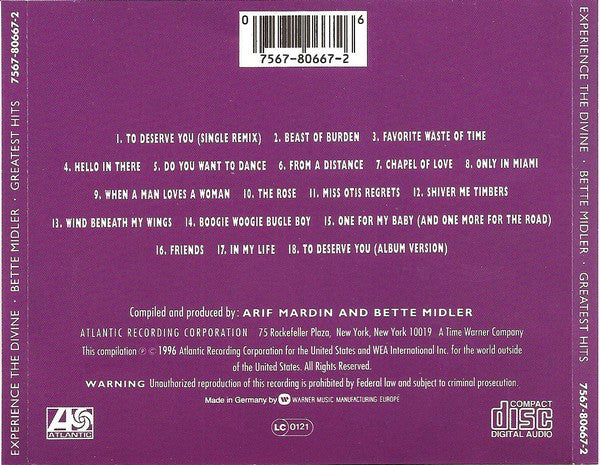 0 6
7567-80667-2
1. TO DESERVE YOU (SINGLE REMIX) 2. BEAST OF BURDEN 3. FAVORITE WASTE OF TIME
4. HELLO IN THERE 5. DO YOU WANT TO DANCE 6. FROM A DISTANCE 7. CHAPEL OF LOVE 8. ONLY IN MIAMI
9. WHEN A MAN LOVES A WOMAN 10. THE ROSE 11. MISS OTIS REGRETS 12. SHIVER ME TIMBERS
13. WIND BENEATH MY WINGS 14. BOOGIE WOOGIE BUGLE BOY 15. ONE FOR MY BABY (AND ONE MORE FOR THE ROAD)
16. FRIENDS 17. IN MY LIFE 18. TO DESERVE YOU (ALBUM VERSION)
Compiled and produced by: ARIF MARDIN AND BETTE MIDLER
ATLANTIC RECORDING CORPORATION 75 Rockefeller Plaza, New York, New York 10019 A Time Warner Company
This compilation ℗ © 1996 Atlantic Recording Corporation for the United States and WEA International Inc. for the world outside
of the United States. All Rights Reserved.
WARNING Unauthorized reproduction of this recording is prohibited by Federal law and subject to criminal prosecution.
Made in Germany by WARNER MUSIC MANUFACTURING EUROPE
ATLANTIC
LC 0121
COMPACT
disc
DIGITAL AUDIO
EXPERIENCE THE DIVINE · BETTE MIDLER · GREATEST HITS 7567-80667-2
EXPERIENCE THE DIVINE · BETTE MIDLER · GREATEST HITS 7567-80667-2